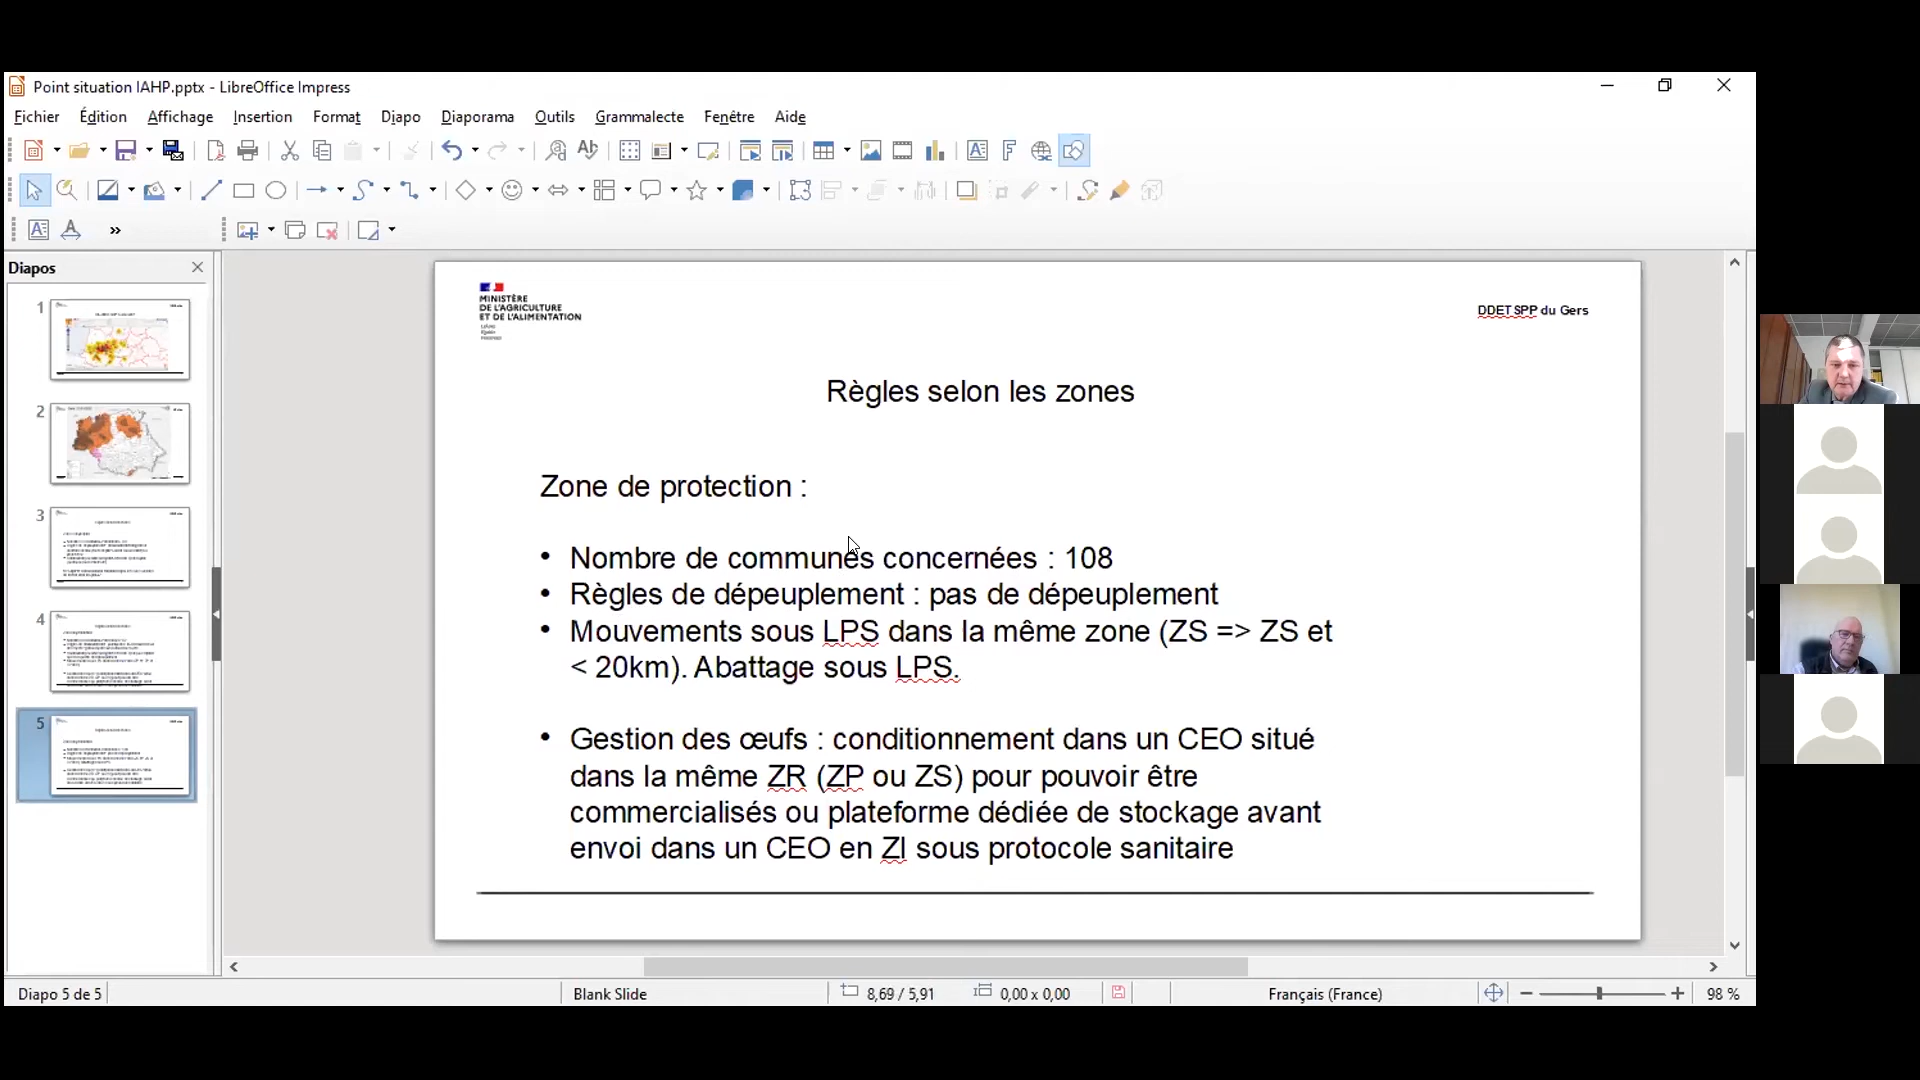 Point situation IAHP.pptx - LibreOffice Impress
Fichier Édition Affichage Insertion Format Diapo Diaporama Outils Grammalecte Fenêtre Aide
Diapos
1
2
3
4
5
MINISTÈRE
DE L'AGRICULTURE
ET DE L'ALIMENTATION
DDETSPP du Gers
Règles selon les zones
Zone de protection :
• Nombre de communes concernées : 108
• Règles de dépeuplement : pas de dépeuplement
• Mouvements sous LPS dans la même zone (ZS => ZS et
< 20km). Abattage sous LPS.
• Gestion des œufs : conditionnement dans un CEO situé
dans la même ZR (ZP ou ZS) pour pouvoir être
commercialisés ou plateforme dédiée de stockage avant
envoi dans un CEO en ZI sous protocole sanitaire
Diapo 5 de 5 Blank Slide 8,69 / 5,91 0,00 x 0,00 Français (France) 98 %